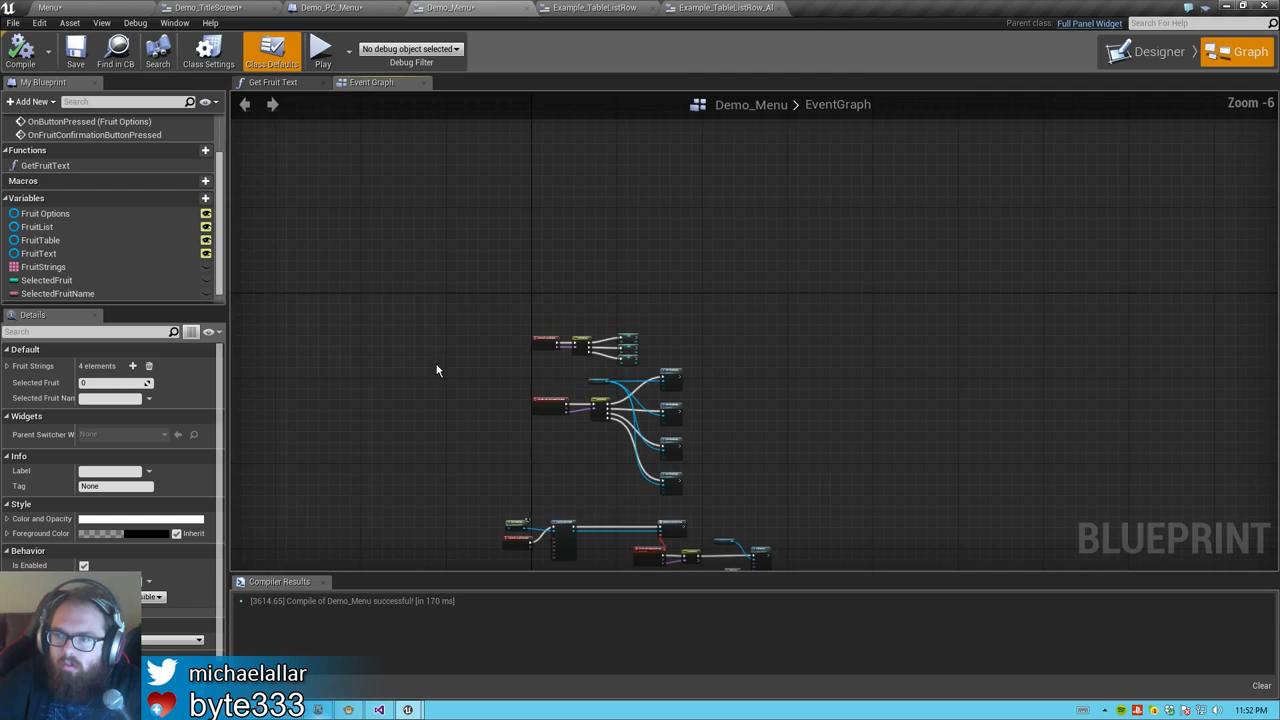 Menu*
Demo_TitleScreen*
Demo_PC_Menu*
Demo_Menu*
Example_TableListRow
Example_TableListRow_Al
File Edit Asset View Debug Window Help
Parent class: Full Panel Widget
Search For Help
Compile
Save
Find in CB
Search
Class Settings
Class Defaults
Play
No debug object selected
Debug Filter
Designer
Graph
My Blueprint
Get Fruit Text
Event Graph
Add New
Search
Demo_Menu > EventGraph
Zoom -6
OnButtonPressed (Fruit Options)
OnFruitConfirmationButtonPressed
Functions
GetFruitText
Macros
Variables
Fruit Options
FruitList
FruitTable
FruitText
FruitStrings
SelectedFruit
SelectedFruitName
Details
Search
Default
Fruit Strings 4 elements
Selected Fruit 0
Selected Fruit Nam
Widgets
Parent Switcher W None
Info
Label
Tag None
Style
Color and Opacity
Foreground Color Inherit
Behavior
Is Enabled
BLUEPRINT
Compiler Results
[3614.65] Compile of Demo_Menu successful! [in 170 ms]
Clear
michaelallar
byte333
11:52 PM